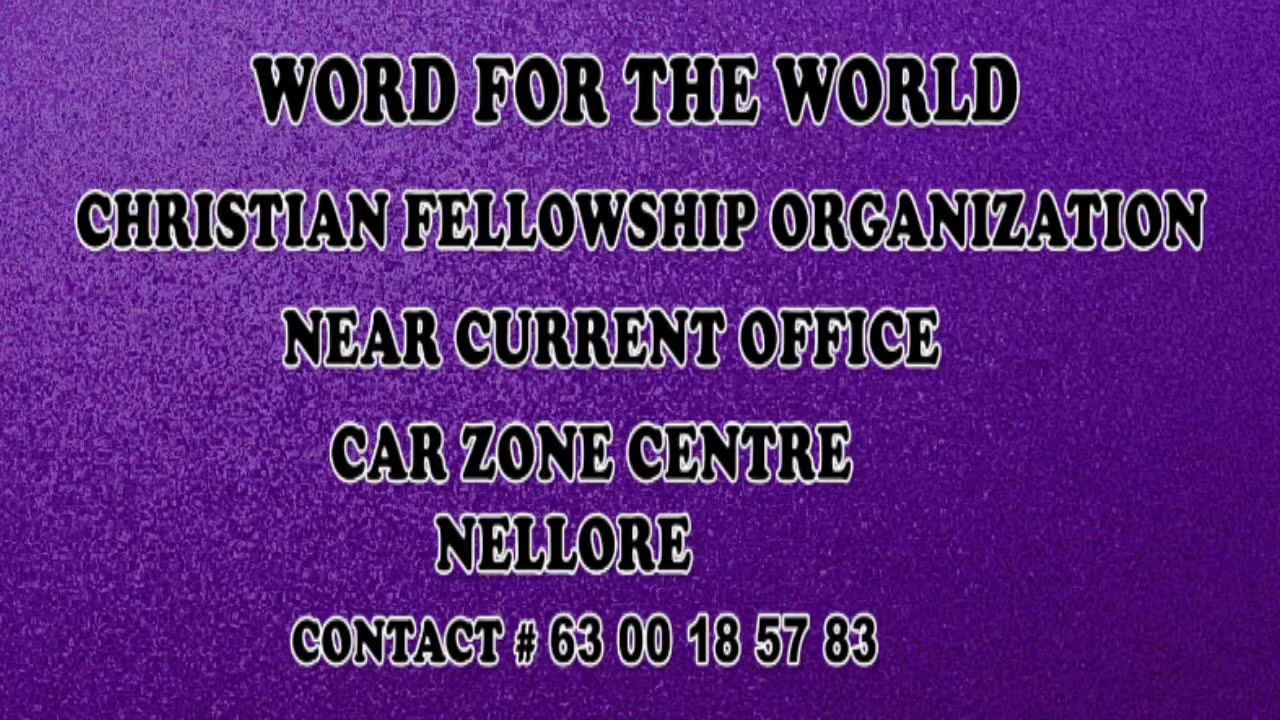 WORD FOR THE WORLD
CHRISTIAN FELLOWSHIP ORGANIZATION
NEAR CURRENT OFFICE
CAR ZONE CENTRE
NELLORE
CONTACT # 63 00 18 57 83